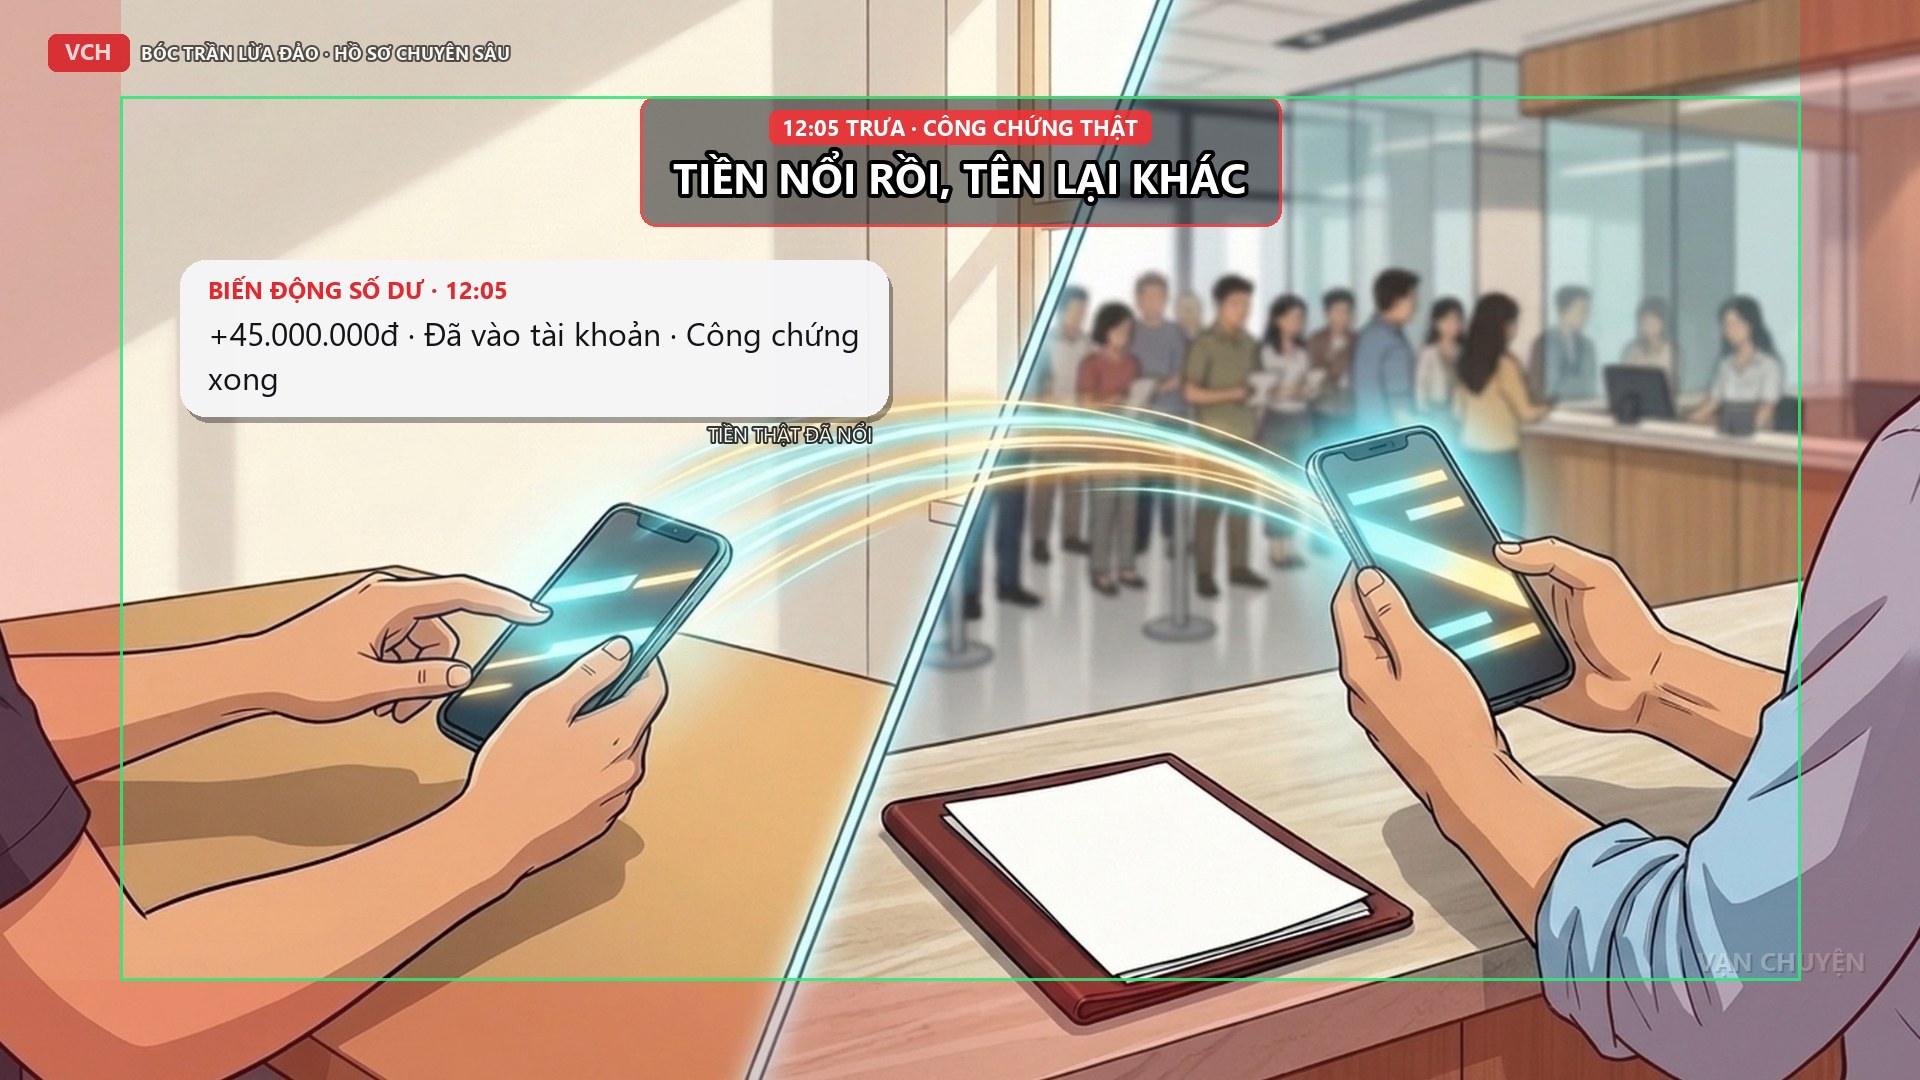 VCH BÓC TRẦN LỪA ĐẢO · HỒ SƠ CHUYÊN SÂU
12:05 TRƯA · CÔNG CHỨNG THẬT
TIỀN NỔI RỒI, TÊN LẠI KHÁC
BIẾN ĐỘNG SỐ DƯ · 12:05
+45.000.000đ · Đã vào tài khoản · Công chứng
xong
TIỀN THẬT ĐÃ NỔI
VẠN CHUYỆN